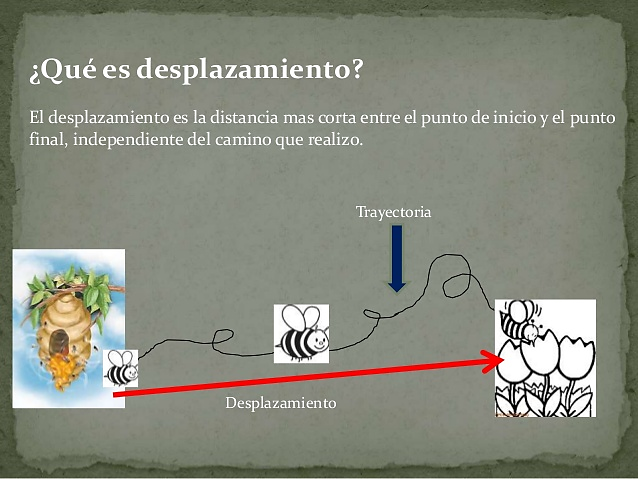 ¿Qué es desplazamiento?
El desplazamiento es la distancia mas corta entre el punto de inicio y el punto
final, independiente del camino que realizo.
Trayectoria
Desplazamiento